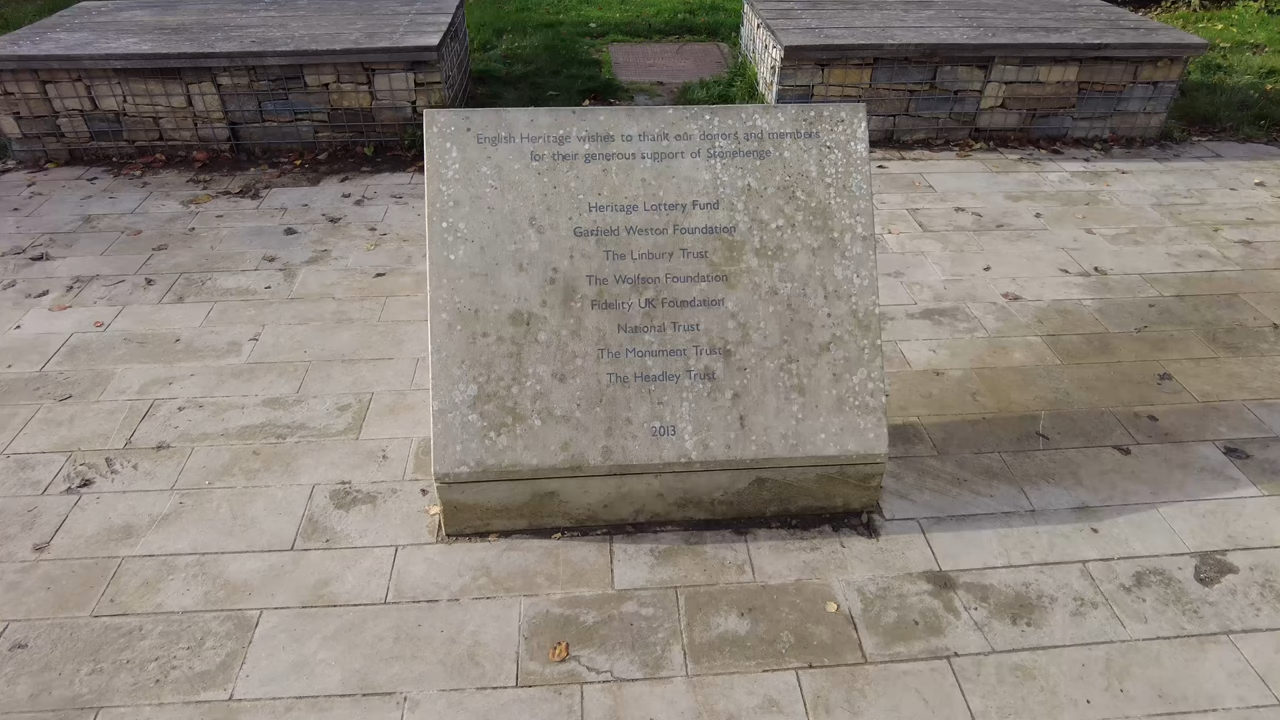 English Heritage wishes to thank our donors and members
for their generous support of Stonehenge
Heritage Lottery Fund
Garfield Weston Foundation
The Linbury Trust
The Wolfson Foundation
Fidelity UK Foundation
National Trust
The Monument Trust
The Headley Trust
2013